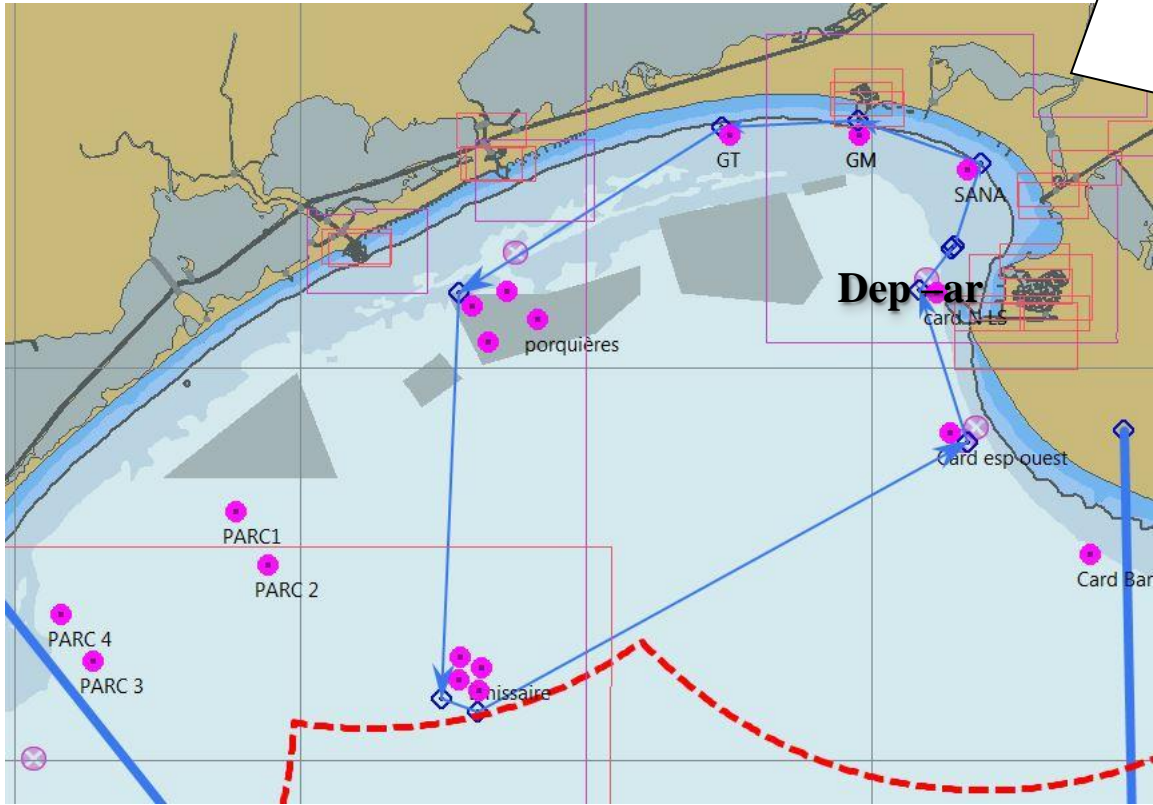 GT
GM
SANA
Dep -ar
card N LS
porquières
Card esp ouest
PARC1
PARC 2
Card Bar
PARC 4
PARC 3